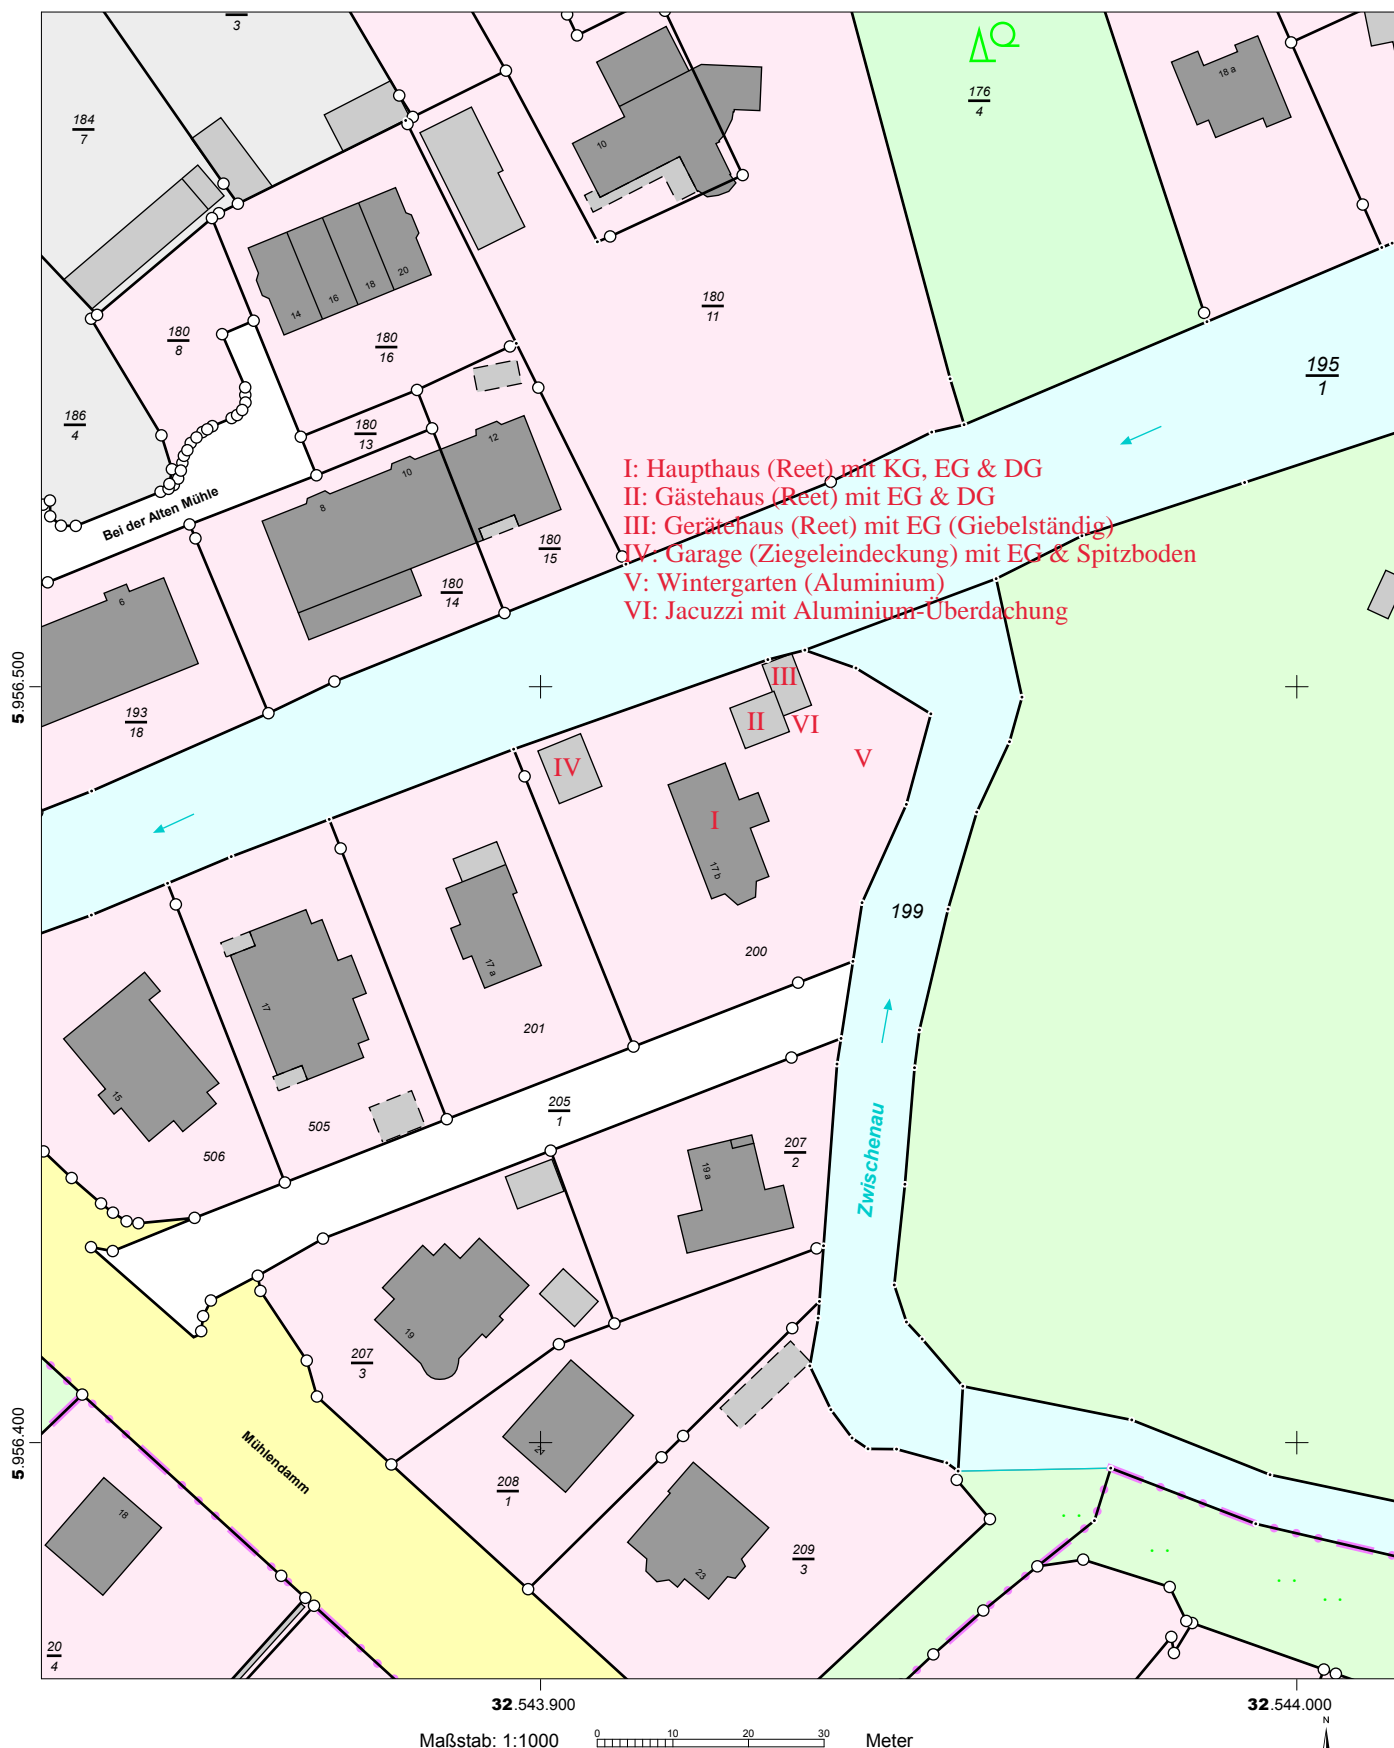 3
184
7
176
4
18 a
10
20
18
16
14
180
11
180
8
180
16
195
1
186
4
180
13
12
10
8
Bei der Alten Mühle
I: Haupthaus (Reet) mit KG, EG & DG
II: Gästehaus (Reet) mit EG & DG
III: Gerätehaus (Reet) mit EG (Giebelständig)
IV: Garage (Ziegeleindeckung) mit EG & Spitzboden
V: Wintergarten (Aluminium)
VI: Jacuzzi mit Aluminium-Überdachung
180
15
180
14
6
5.956.500
193
18
III
II
VI
V
IV
I
17 b
199
200
17 a
17
201
15
205
1
505
506
207
2
19 a
Zwischenau
19
207
3
24
208
1
5.956.400
Mühlendamm
18
23
209
3
20
4
32.543.900
32.544.000
Maßstab: 1:1000
0
10
20
30
Meter
N